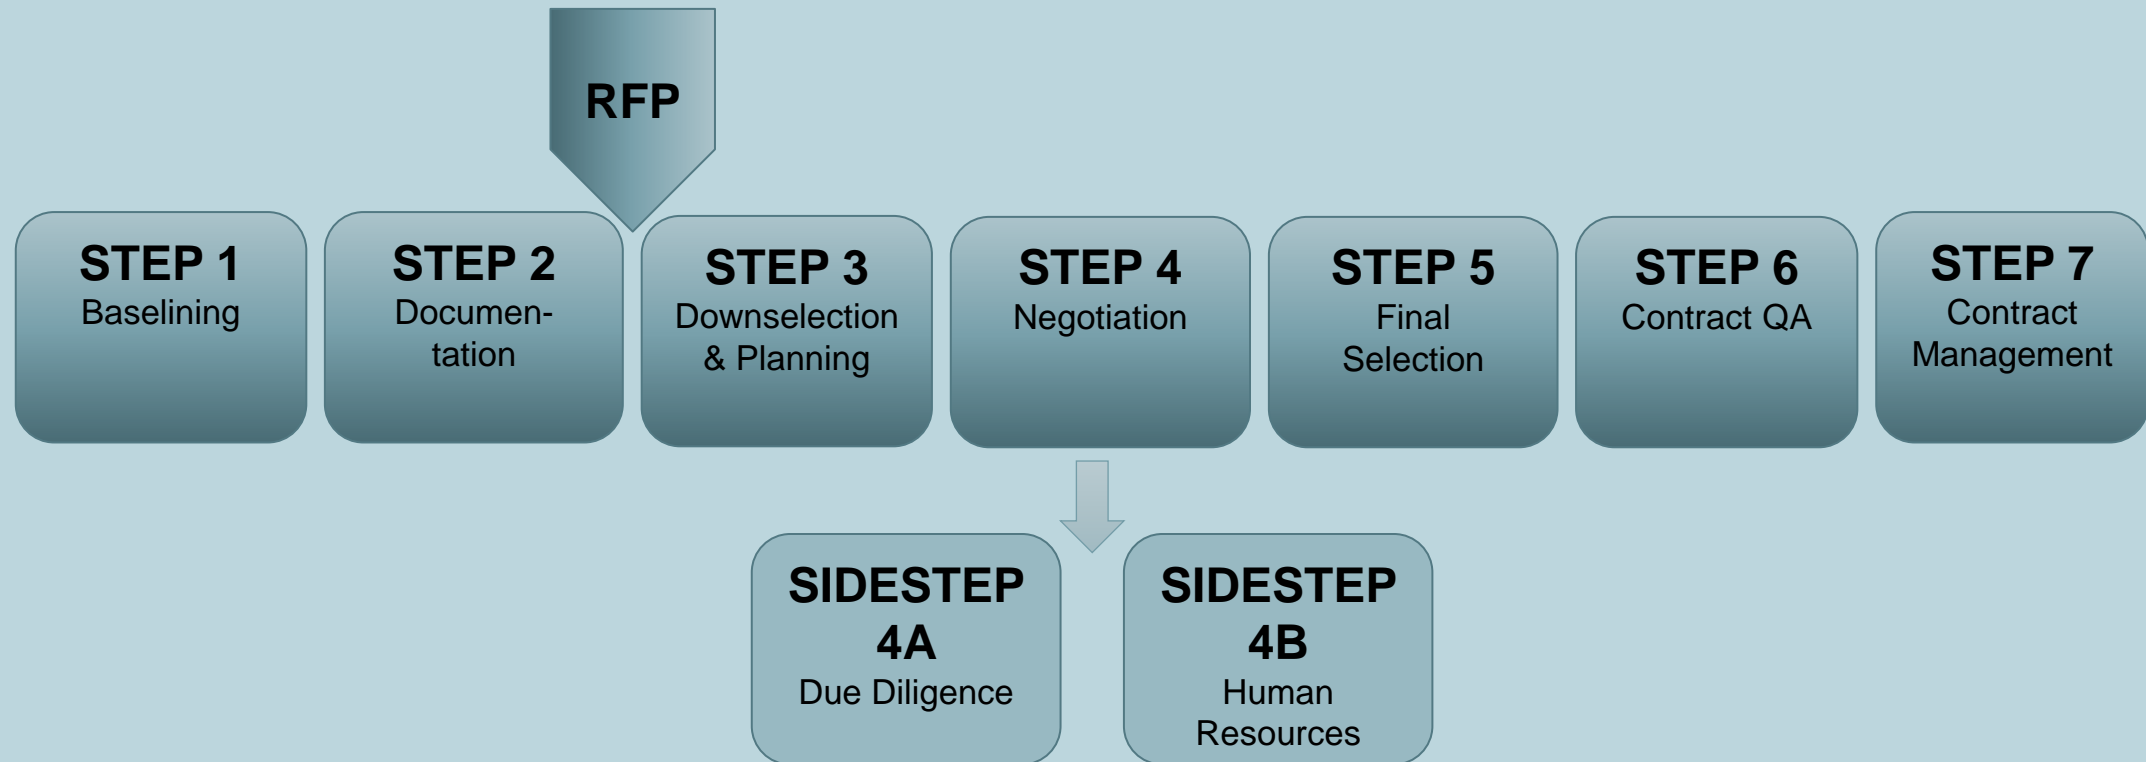 RFP
STEP 1
Baselining
STEP 2
Documen-
tation
STEP 3
Downselection
& Planning
STEP 4
Negotiation
STEP 5
Final
Selection
STEP 6
Contract QA
STEP 7
Contract
Management
SIDESTEP
4A
Due Diligence
SIDESTEP
4B
Human
Resources